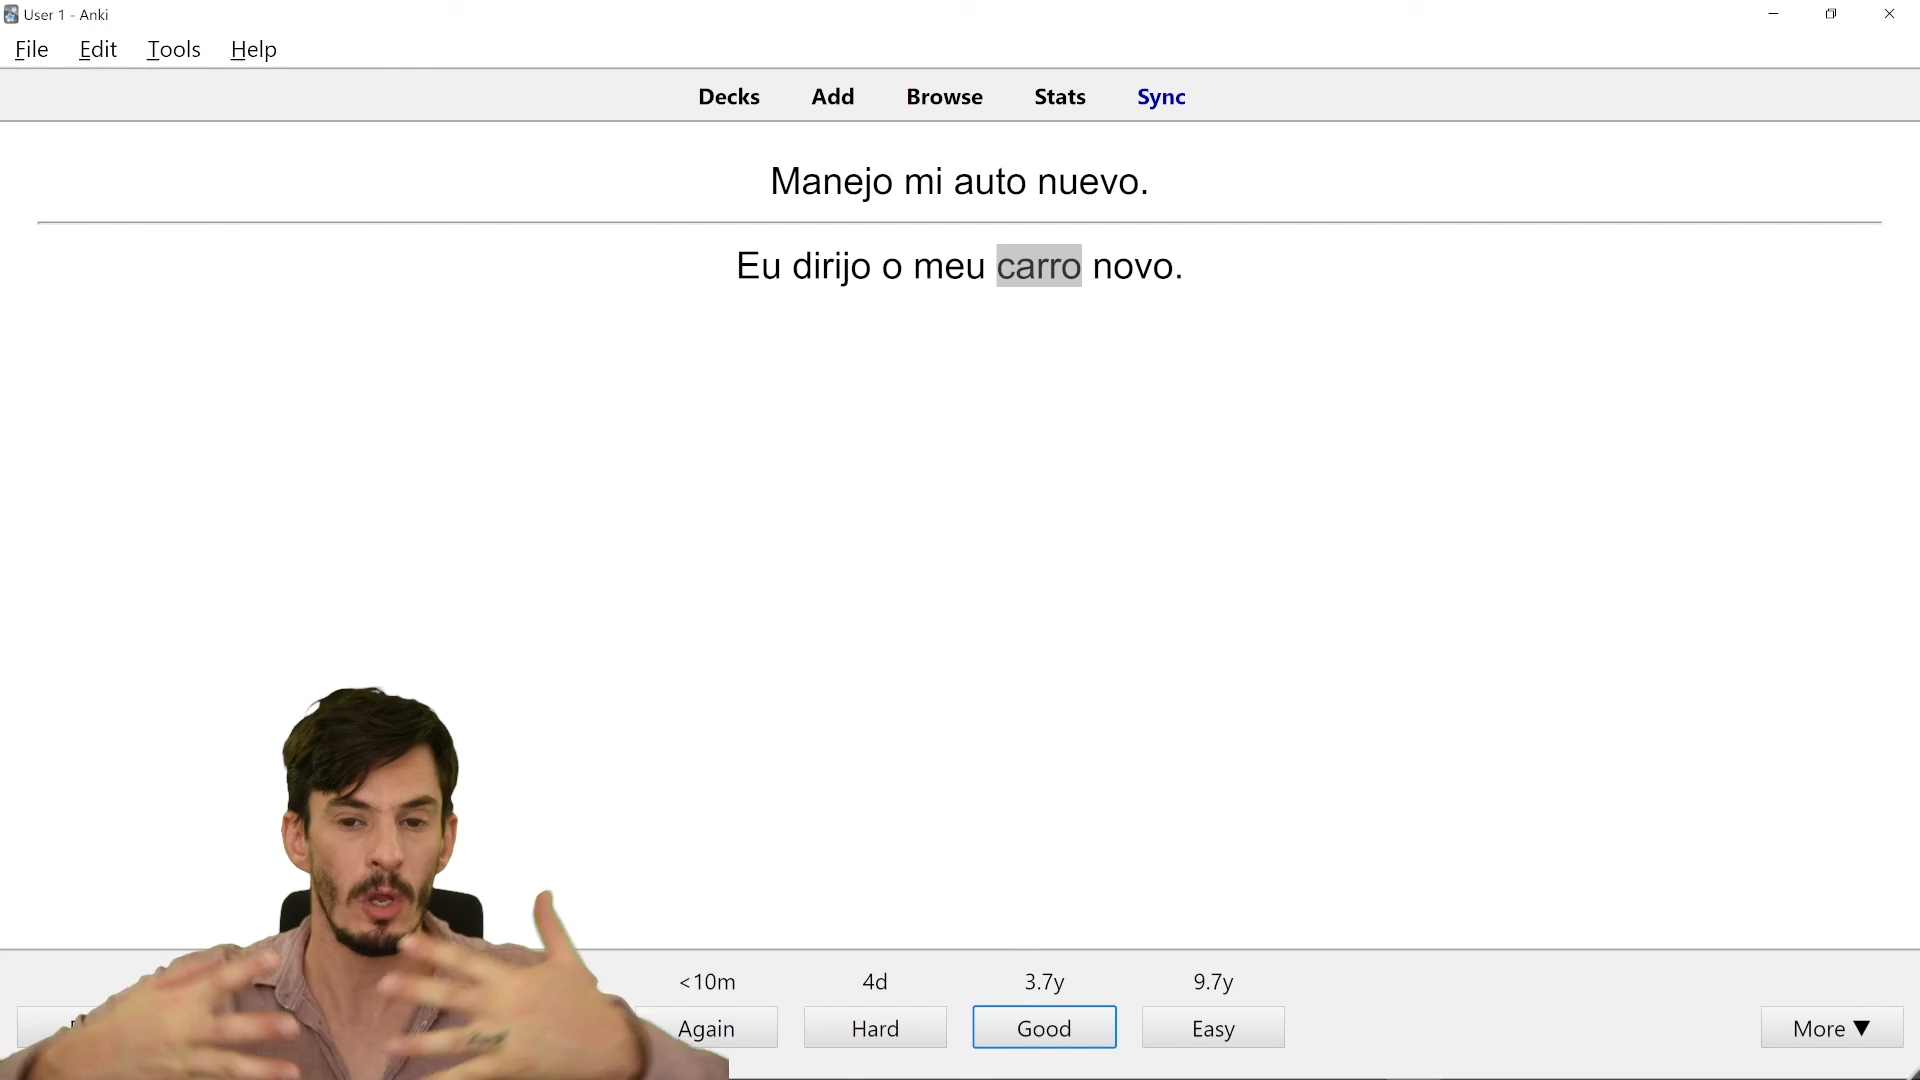 User 1 - Anki
File Edit Tools Help
Decks Add Browse Stats Sync
Manejo mi auto nuevo.
Eu dirijo o meu carro novo.
<10m 4d 3.7y 9.7y
Again Hard Good Easy More ▼